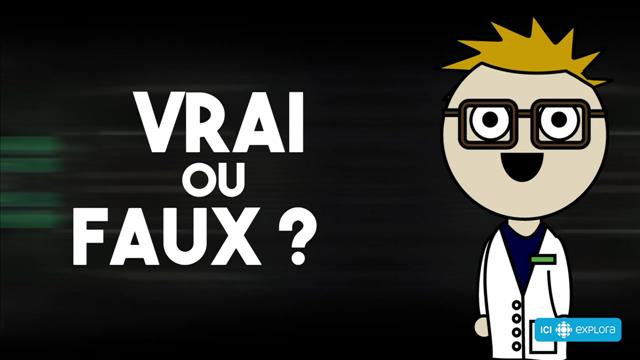 VRAI
OU
FAUX ?
ICI explora